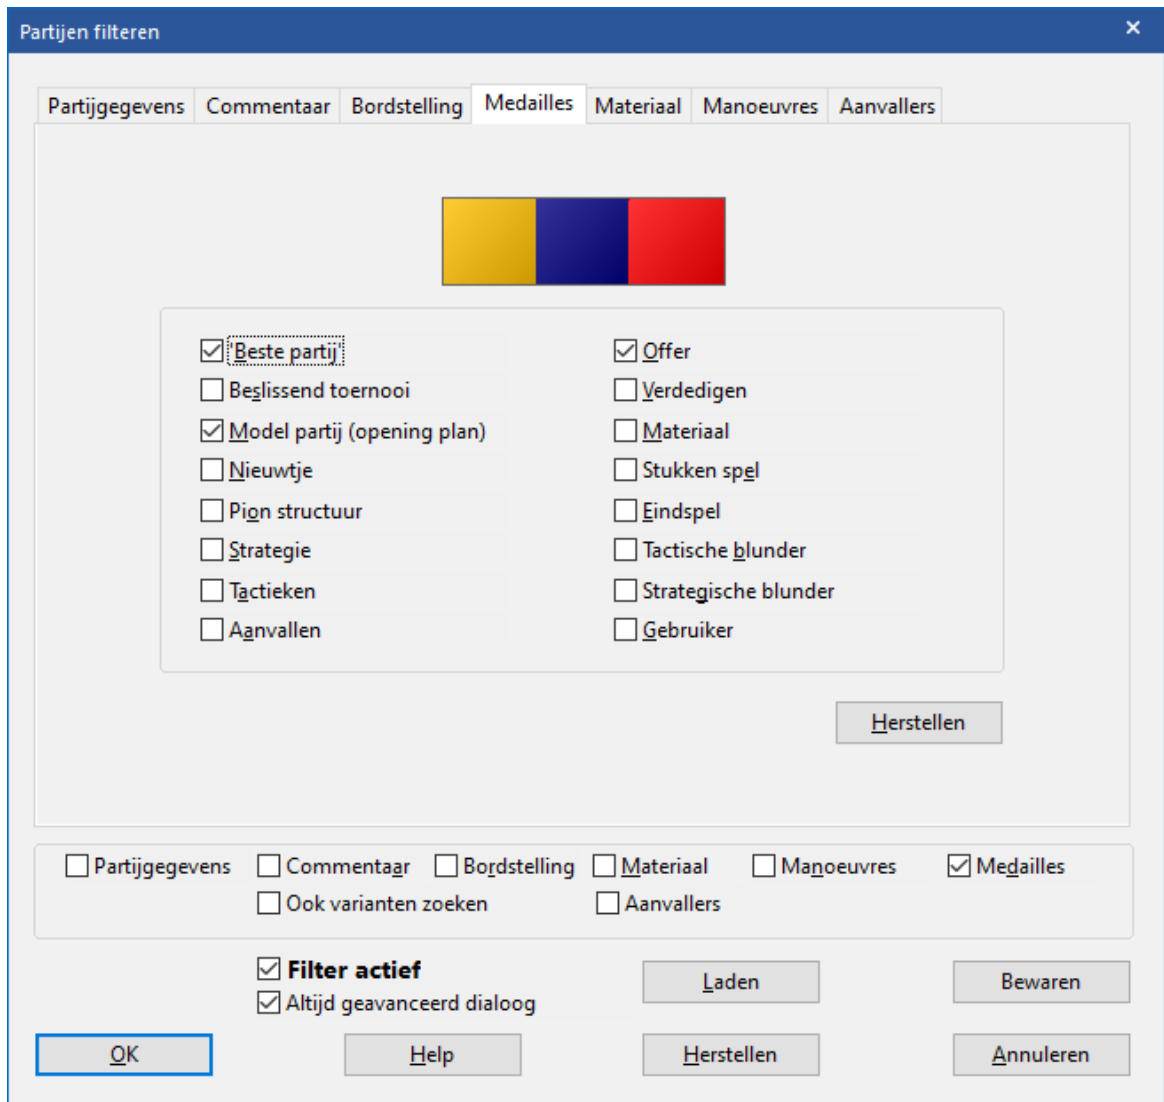 Partijen filteren
Partijgegevens Commentaar Bordstelling Medailles Materiaal Manoeuvres Aanvallers
'Beste partij' Offer
Beslissend toernooi Verdedigen
Model partij (opening plan) Materiaal
Nieuwtje Stukken spel
Pion structuur Eindspel
Strategie Tactische blunder
Tactieken Strategische blunder
Aanvallen Gebruiker
Herstellen
Partijgegevens Commentaar Bordstelling Materiaal Manoeuvres Medailles
Ook varianten zoeken Aanvallers
Filter actief Laden Bewaren
Altijd geavanceerd dialoog
OK Help Herstellen Annuleren